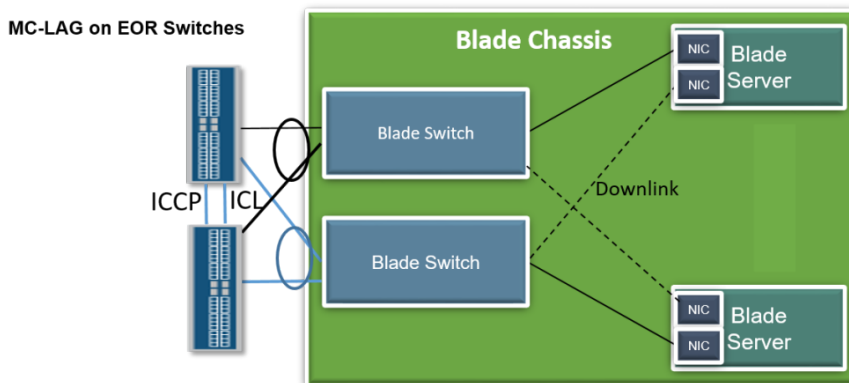 MC-LAG on EOR Switches
Blade Chassis
NIC
NIC
Blade
Server
Blade Switch
ICCP
ICL
Downlink
Blade Switch
NIC
NIC
Blade
Server